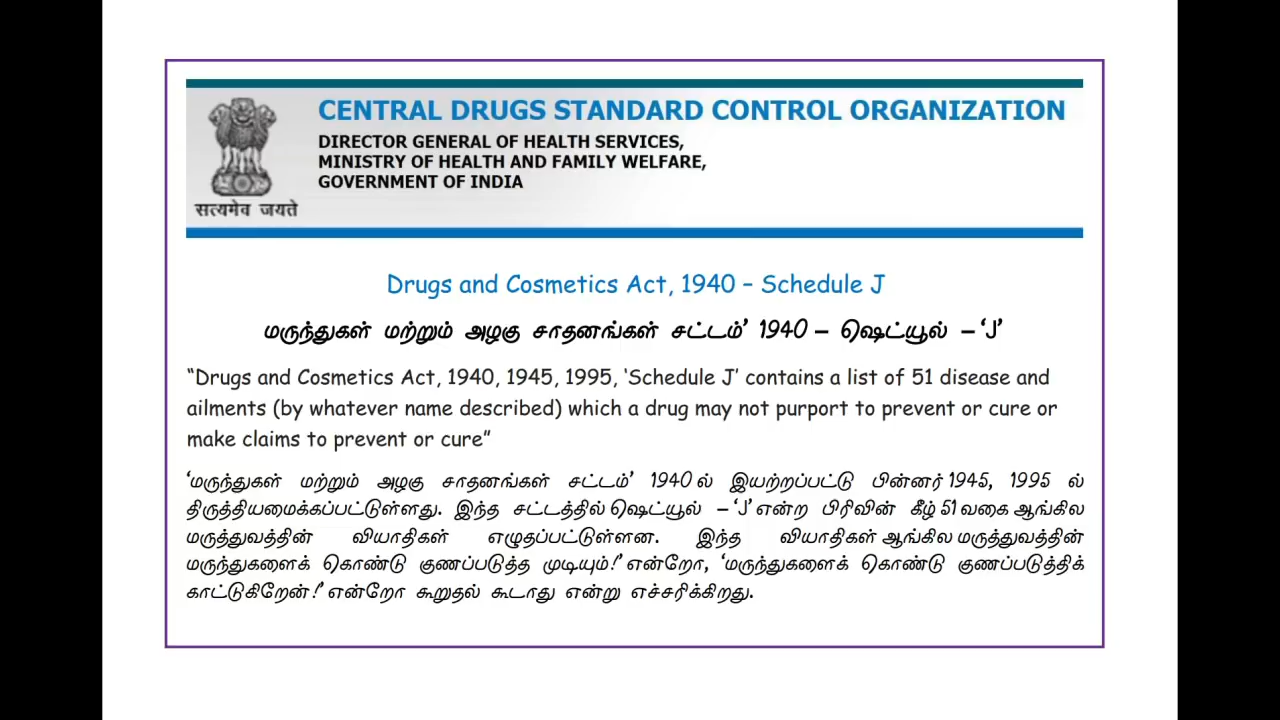 CENTRAL DRUGS STANDARD CONTROL ORGANIZATION
DIRECTOR GENERAL OF HEALTH SERVICES,
MINISTRY OF HEALTH AND FAMILY WELFARE,
GOVERNMENT OF INDIA
सत्यमेव जयते
Drugs and Cosmetics Act, 1940 – Schedule J
மருந்துகள் மற்றும் அழகு சாதனங்கள் சட்டம்’ 1940 – ஷெட்யூல் – ‘J’
“Drugs and Cosmetics Act, 1940, 1945, 1995, ‘Schedule J’ contains a list of 51 disease and
ailments (by whatever name described) which a drug may not purport to prevent or cure or
make claims to prevent or cure”
‘மருந்துகள் மற்றும் அழகு சாதனங்கள் சட்டம்’ 1940 ல் இயற்றப்பட்டு பின்னர் 1945, 1995 ல்
திருத்தியமைக்கப்பட்டுள்ளது. இந்த சட்டத்தில் ஷெட்யூல் – ‘J’ என்ற பிரிவின் கீழ் 51 வகை ஆங்கில
மருத்துவத்தின் வியாதிகள் எழுதப்பட்டுள்ளன. இந்த வியாதிகள் ஆங்கில மருத்துவத்தின்
மருந்துகளைக் கொண்டு குணப்படுத்த முடியும்!’ என்றோ, ‘மருந்துகளைக் கொண்டு குணப்படுத்திக்
காட்டுகிறேன்!’ என்றோ கூறுதல் கூடாது என்று எச்சரிக்கிறது.